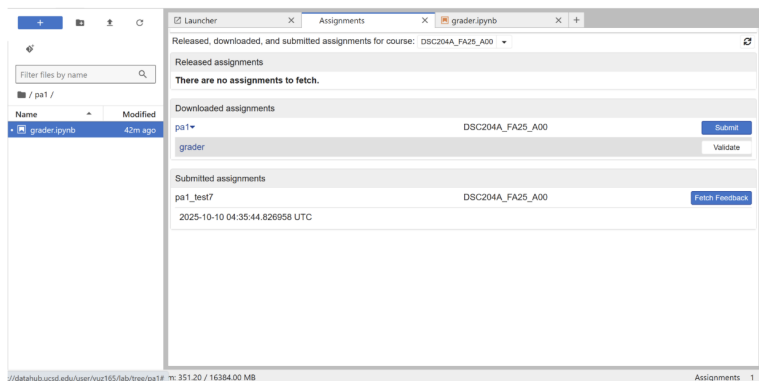 Launcher
Assignments
grader.ipynb
Released, downloaded, and submitted assignments for course: DSC204A_FA25_A00
Filter files by name
/ pa1 /
Name Modified
grader.ipynb 42m ago
Released assignments
There are no assignments to fetch.
Downloaded assignments
pa1 DSC204A_FA25_A00 Submit
grader Validate
Submitted assignments
pa1_test7 DSC204A_FA25_A00 Fetch Feedback
2025-10-10 04:35:44.826958 UTC
://datahub.ucsd.edu/user/yuz165/lab/tree/pa1# m: 351.20 / 16384.00 MB Assignments 1